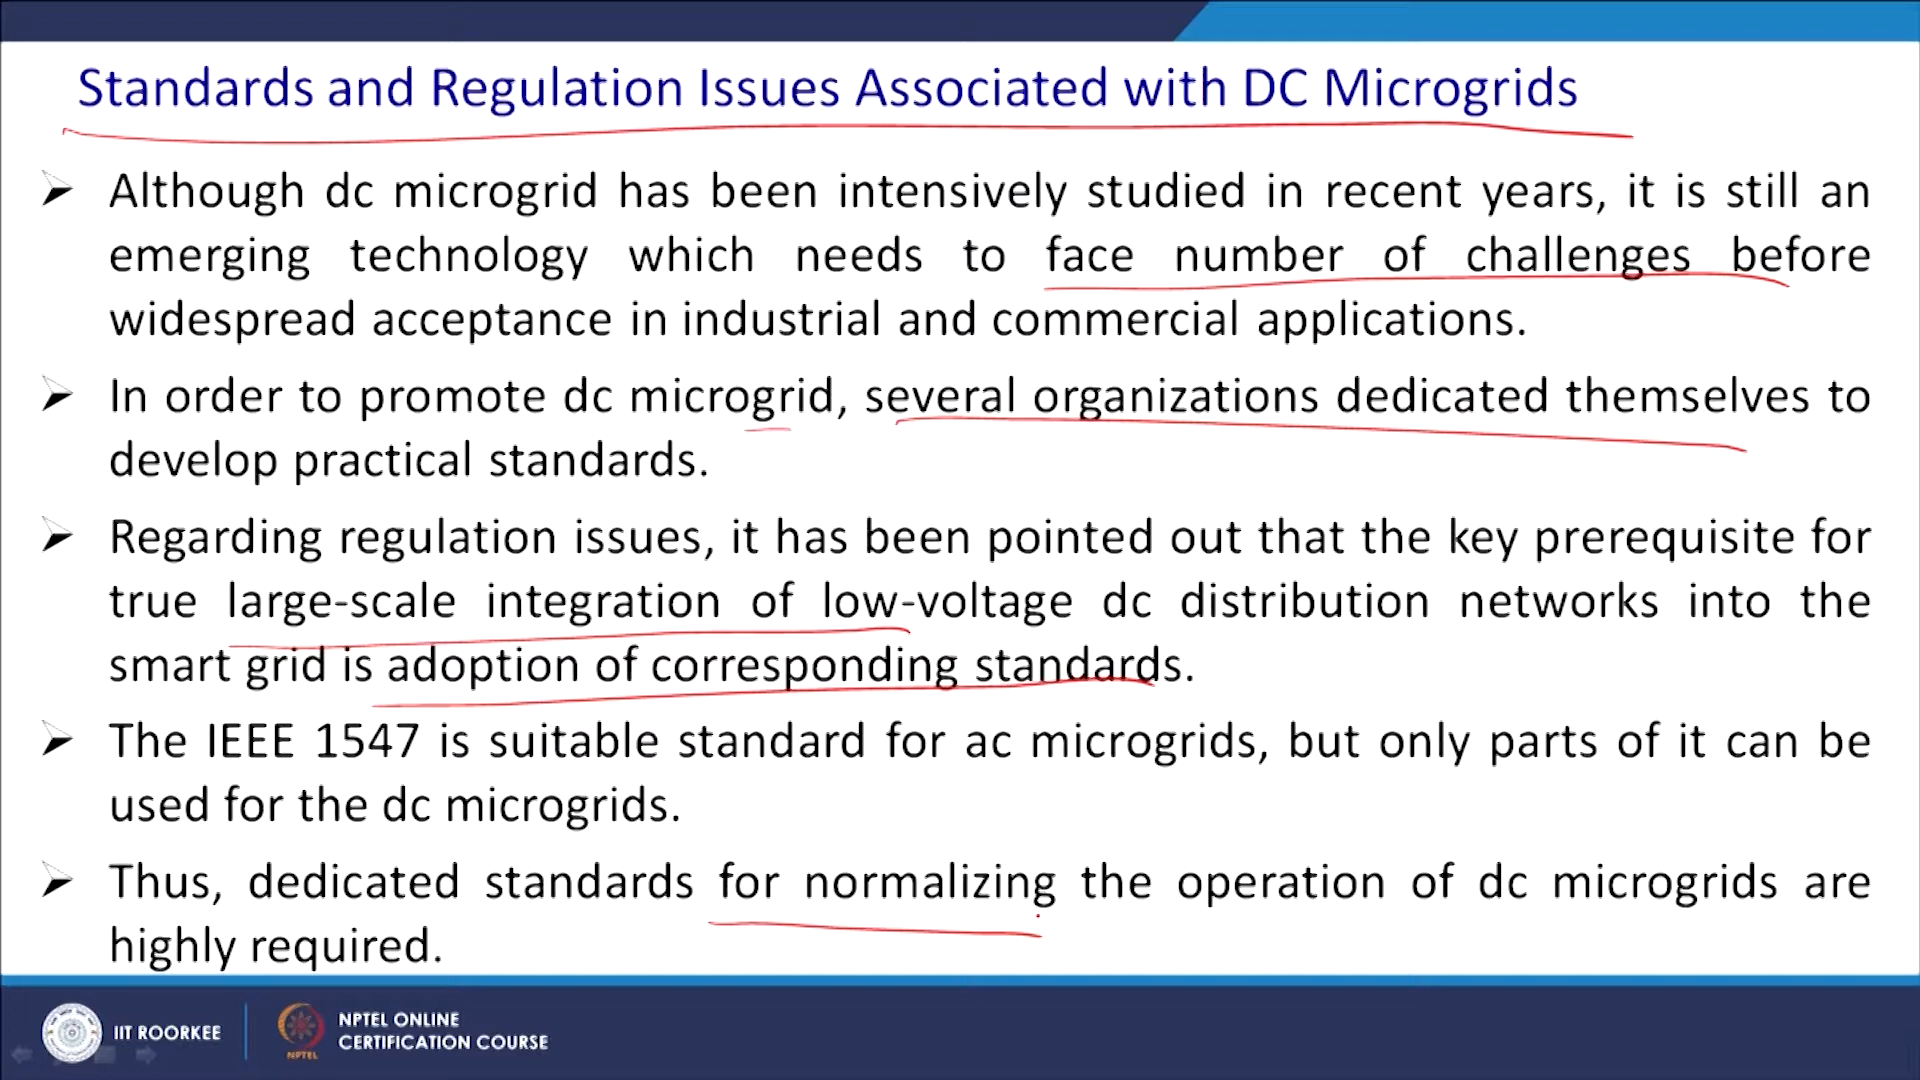 Standards and Regulation Issues Associated with DC Microgrids
Although dc microgrid has been intensively studied in recent years, it is still an
emerging technology which needs to face number of challenges before
widespread acceptance in industrial and commercial applications.
In order to promote dc microgrid, several organizations dedicated themselves to
develop practical standards.
Regarding regulation issues, it has been pointed out that the key prerequisite for
true large-scale integration of low-voltage dc distribution networks into the
smart grid is adoption of corresponding standards.
The IEEE 1547 is suitable standard for ac microgrids, but only parts of it can be
used for the dc microgrids.
Thus, dedicated standards for normalizing the operation of dc microgrids are
highly required.
IIT ROORKEE
NPTEL
NPTEL ONLINE
CERTIFICATION COURSE